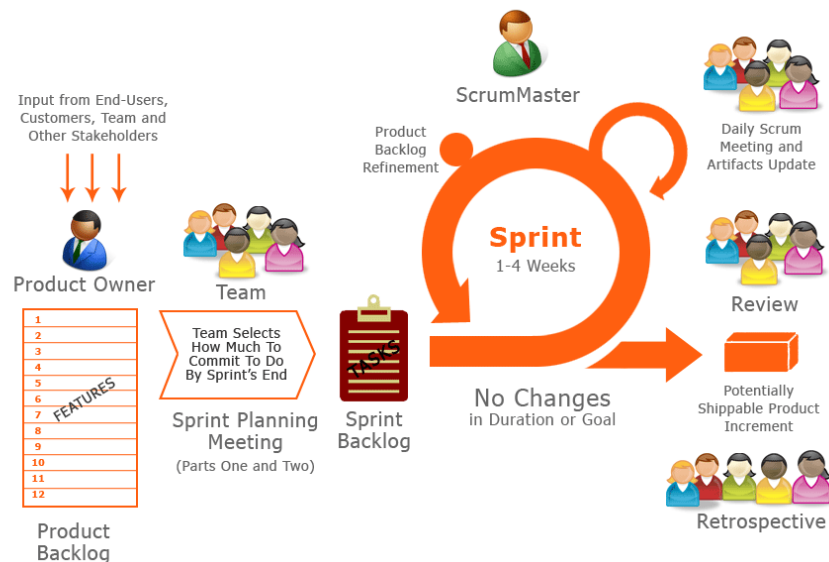 Input from End-Users,
Customers, Team and
Other Stakeholders
Product Owner
1
2
3
4
5
6
7
8
9
10
11
12
FEATURES
Product
Backlog
Team
Team Selects
How Much To
Commit To Do
By Sprint's End
Sprint Planning
Meeting
(Parts One and Two)
TASKS
Sprint
Backlog
ScrumMaster
Product
Backlog
Refinement
Sprint
1-4 Weeks
No Changes
in Duration or Goal
Daily Scrum
Meeting and
Artifacts Update
Review
Potentially
Shippable Product
Increment
Retrospective